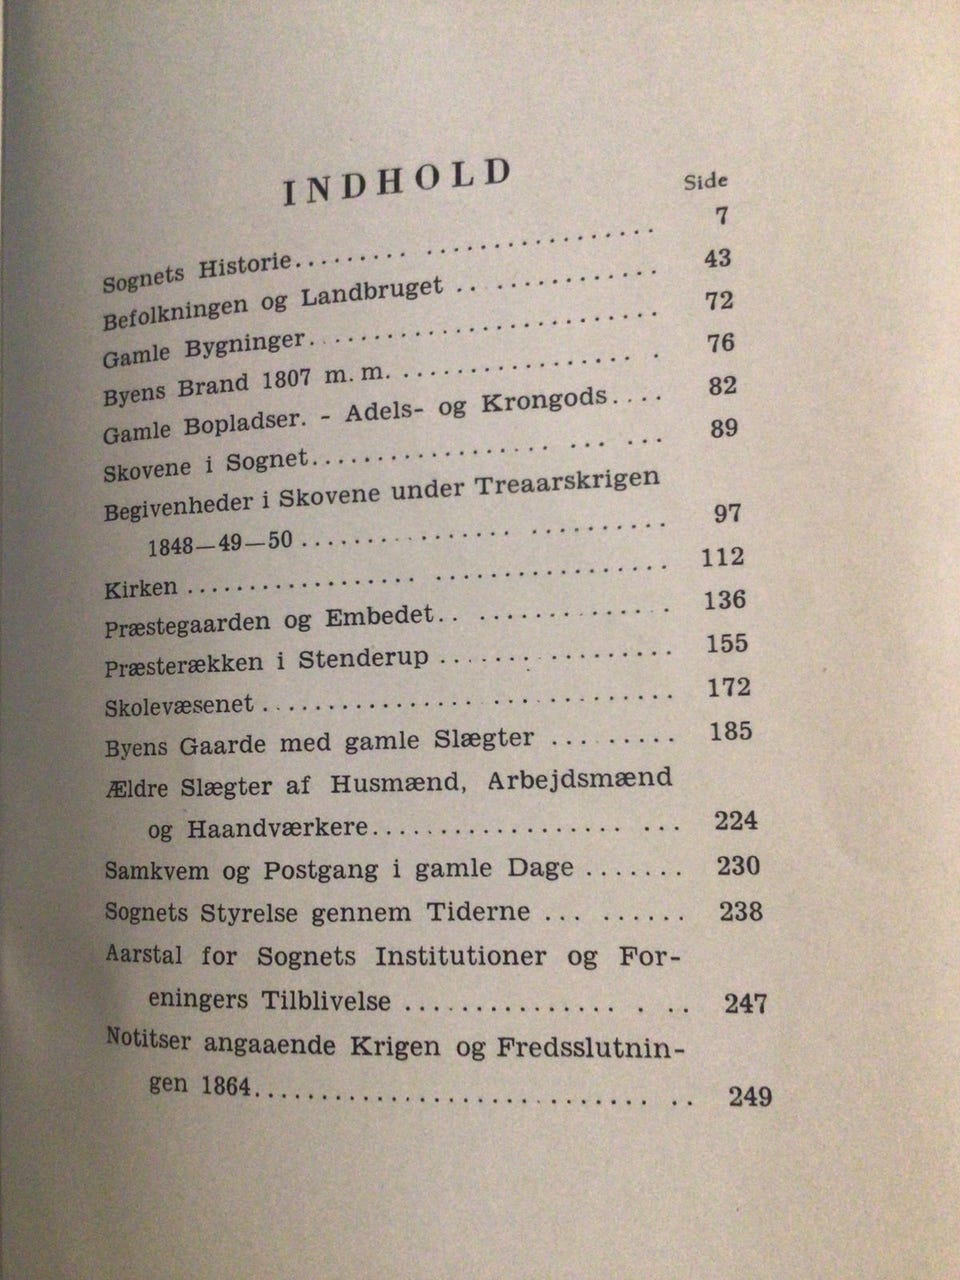 INDHOLD
Side
Sognets Historie......... ................. 7
Befolkningen og Landbruget .. ........... 43
Gamle Bygninger............................ 72
Byens Brand 1807 m. m. ................ . 76
Gamle Bopladser. - Adels- og Krongods.... 82
Skovene i Sognet................... ... ... 89
Begivenheder i Skovene under Treaarskrigen
1848—49—50 ................. ........... 97
Kirken ................... ................... 112
Præstegaarden og Embedet.. ................ 136
Præsterækken i Stenderup ....... .......... 155
Skolevæsenet .................. ............... 172
Byens Gaarde med gamle Slægter ... ...... 185
Ældre Slægter af Husmænd, Arbejdsmænd
og Haandværkere..................... ... 224
Samkvem og Postgang i gamle Dage ....... 230
Sognets Styrelse gennem Tiderne ... ...... 238
Aarstal for Sognets Institutioner og For-
eningers Tilblivelse ................ . .. 247
Notitser angaaende Krigen og Fredsslutnin-
gen 1864.............................. .. 249